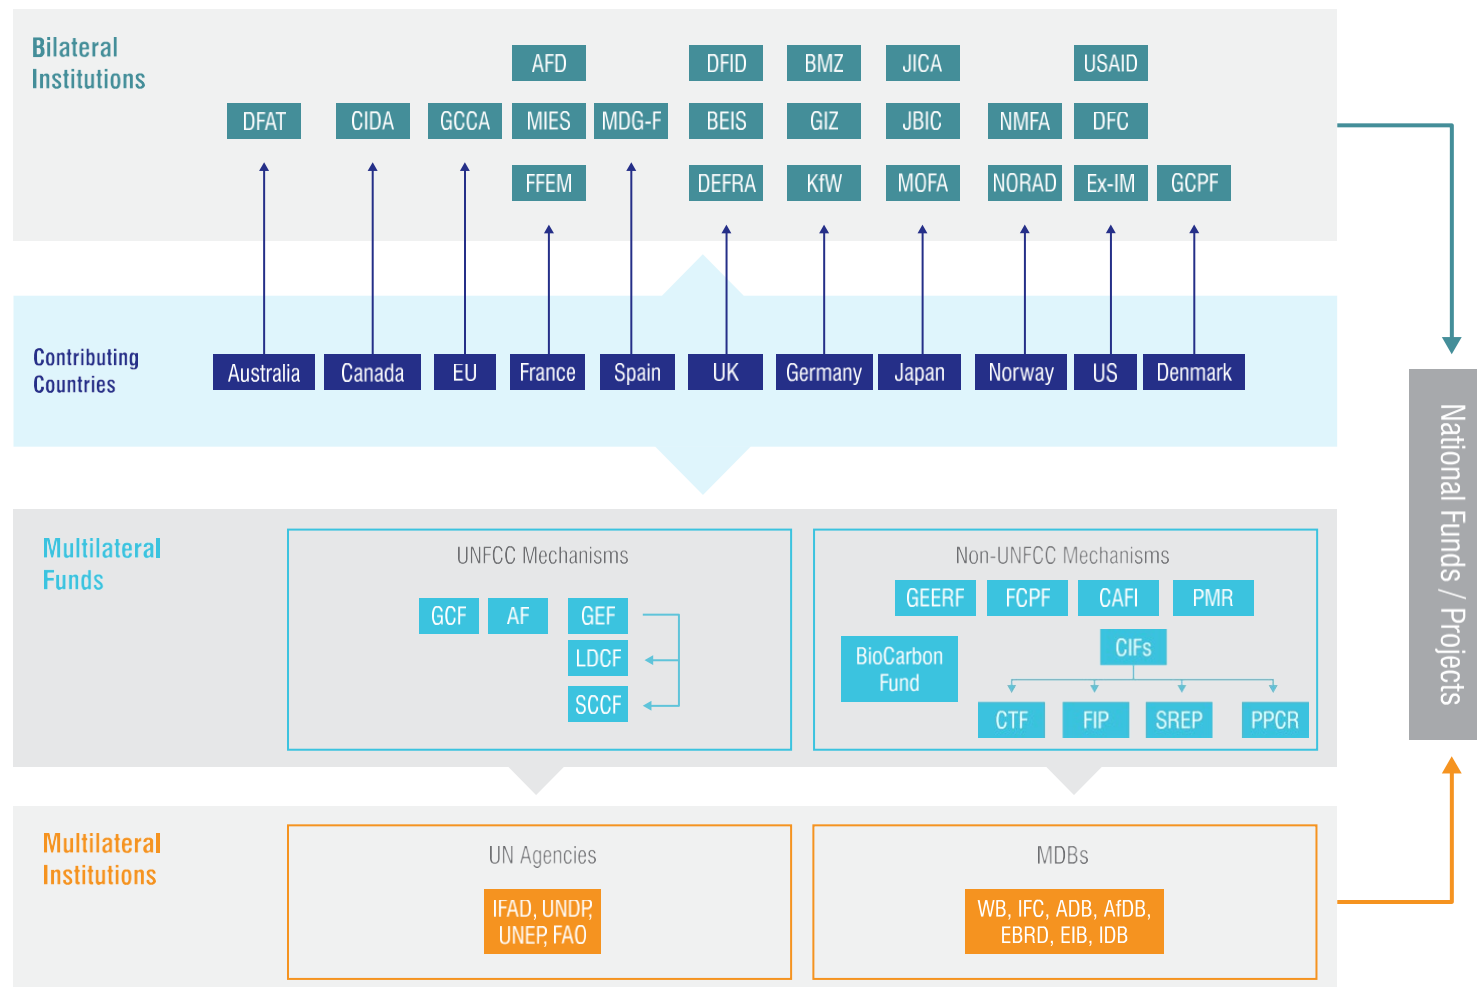 Bilateral
Institutions
AFD
DFID
BMZ
JICA
USAID
DFAT
CIDA
GCCA
MIES
MDG-F
BEIS
GIZ
JBIC
NMFA
DFC
FFEM
DEFRA
KfW
MOFA
NORAD
Ex-IM
GCPF
Contributing
Countries
Australia
Canada
EU
France
Spain
UK
Germany
Japan
Norway
US
Denmark
National Funds / Projects
Multilateral
Funds
UNFCC Mechanisms
GCF
AF
GEF
LDCF
SCCF
Non-UNFCC Mechanisms
GEERF
FCPF
CAFI
PMR
BioCarbon
Fund
CIFs
CTF
FIP
SREP
PPCR
Multilateral
Institutions
UN Agencies
IFAD, UNDP,
UNEP, FAO
MDBs
WB, IFC, ADB, AfDB,
EBRD, EIB, IDB